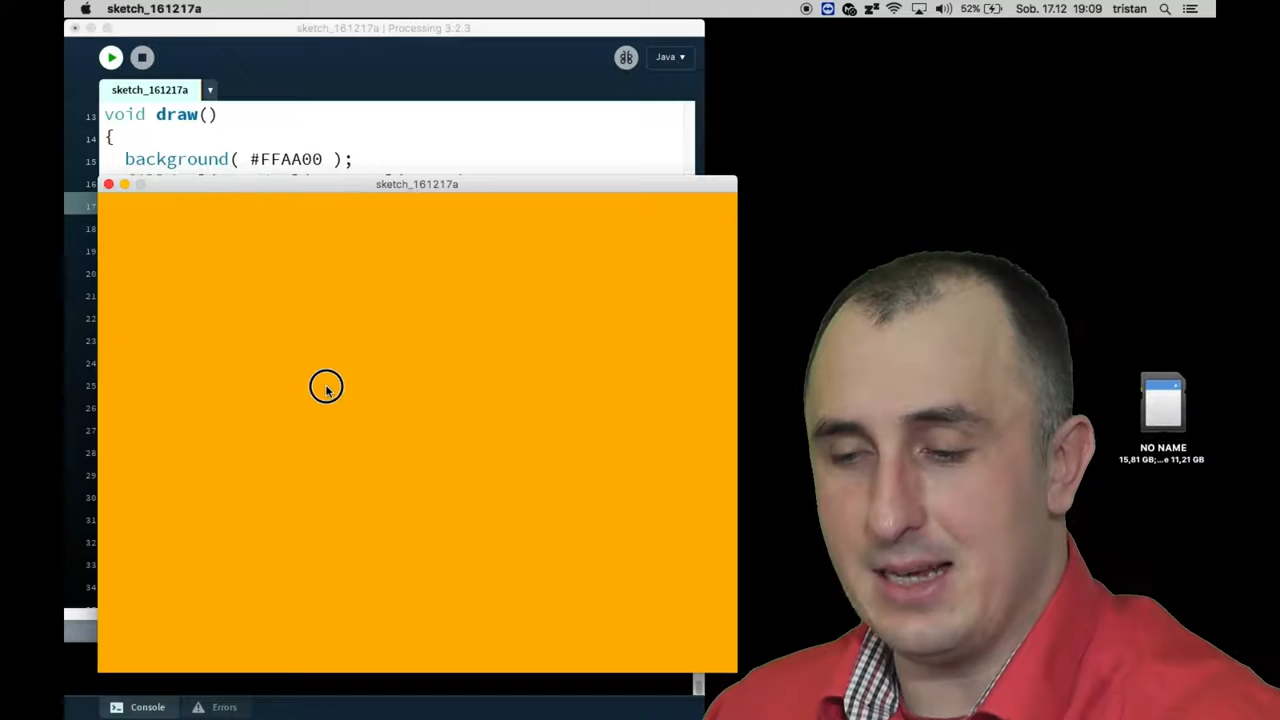 sketch_161217a
52% Sob. 17.12 19:09 tristan
sketch_161217a | Processing 3.2.3
Java ▾
sketch_161217a ▾
13 void draw()
14 {
15 background( #FFAA00 );
16
sketch_161217a
17
18
19
20
21
22
23
24
25
26
27
28
29
30
31
32
33
34
NO NAME
15,81 GB;...e 11,21 GB
Console Errors